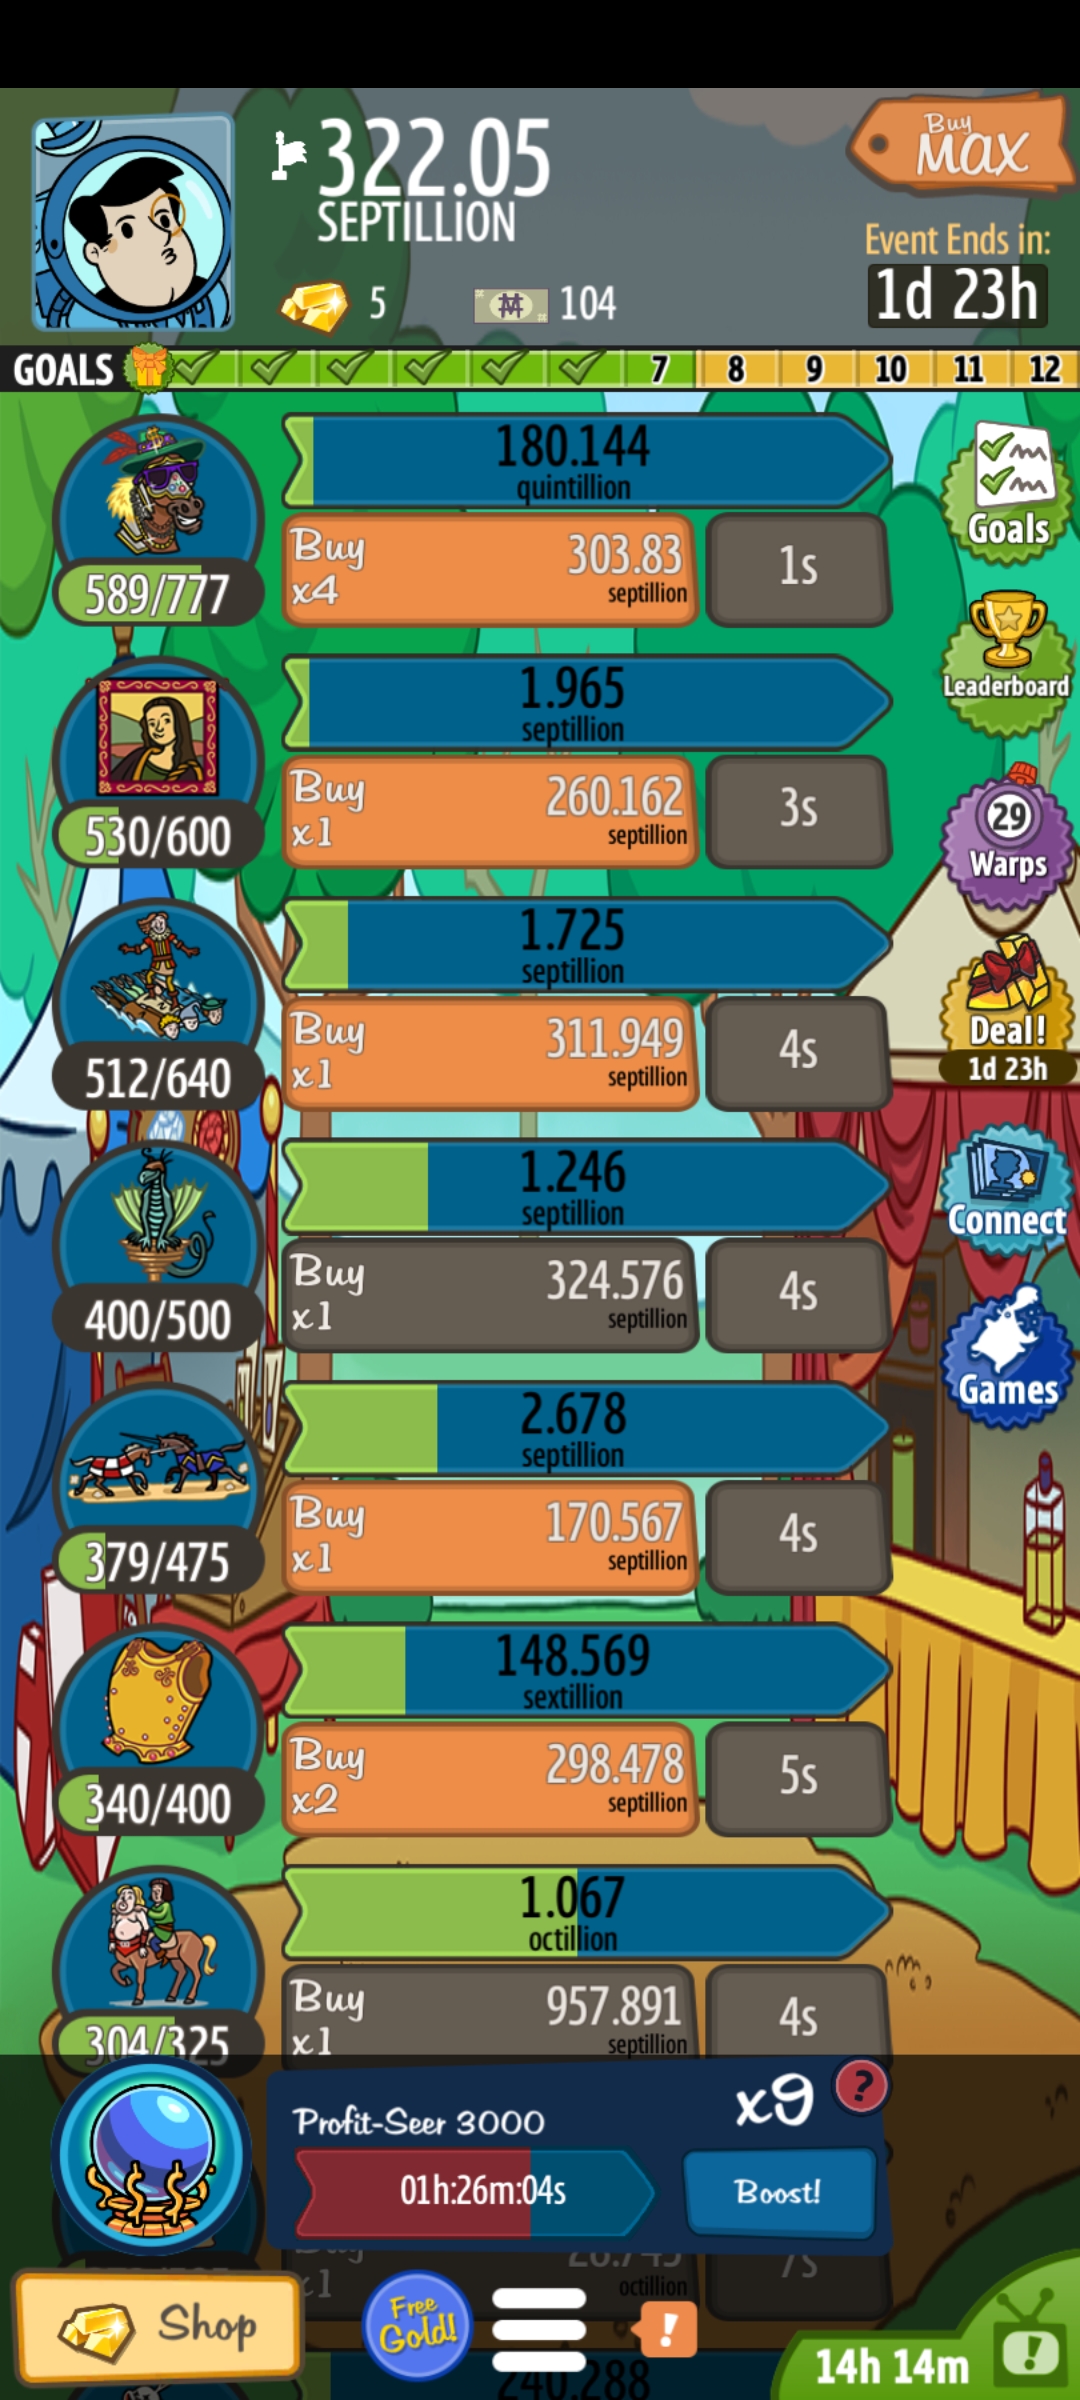 322.05
SEPTILLION
5
104
Buy
MAX
Event Ends in:
1d 23h
GOALS 7 8 9 10 11 12
180.144
quintillion
Buy
x4
303.83
septillion
1s
589/777
Goals
1.965
septillion
Buy
x1
260.162
septillion
3s
530/600
Leaderboard
29
Warps
1.725
septillion
Buy
x1
311.949
septillion
4s
512/640
Deal!
1d 23h
1.246
septillion
Buy
x1
324.576
septillion
4s
400/500
Connect
Games
2.678
septillion
Buy
x1
170.567
septillion
4s
379/475
148.569
sextillion
Buy
x2
298.478
septillion
5s
340/400
1.067
octillion
Buy
x1
957.891
septillion
4s
304/325
Profit-Seer 3000
x9
?
01h:26m:04s
Boost!
x1
octillion
7s
Shop
Free
Gold!
!
240.288
14h 14m
!